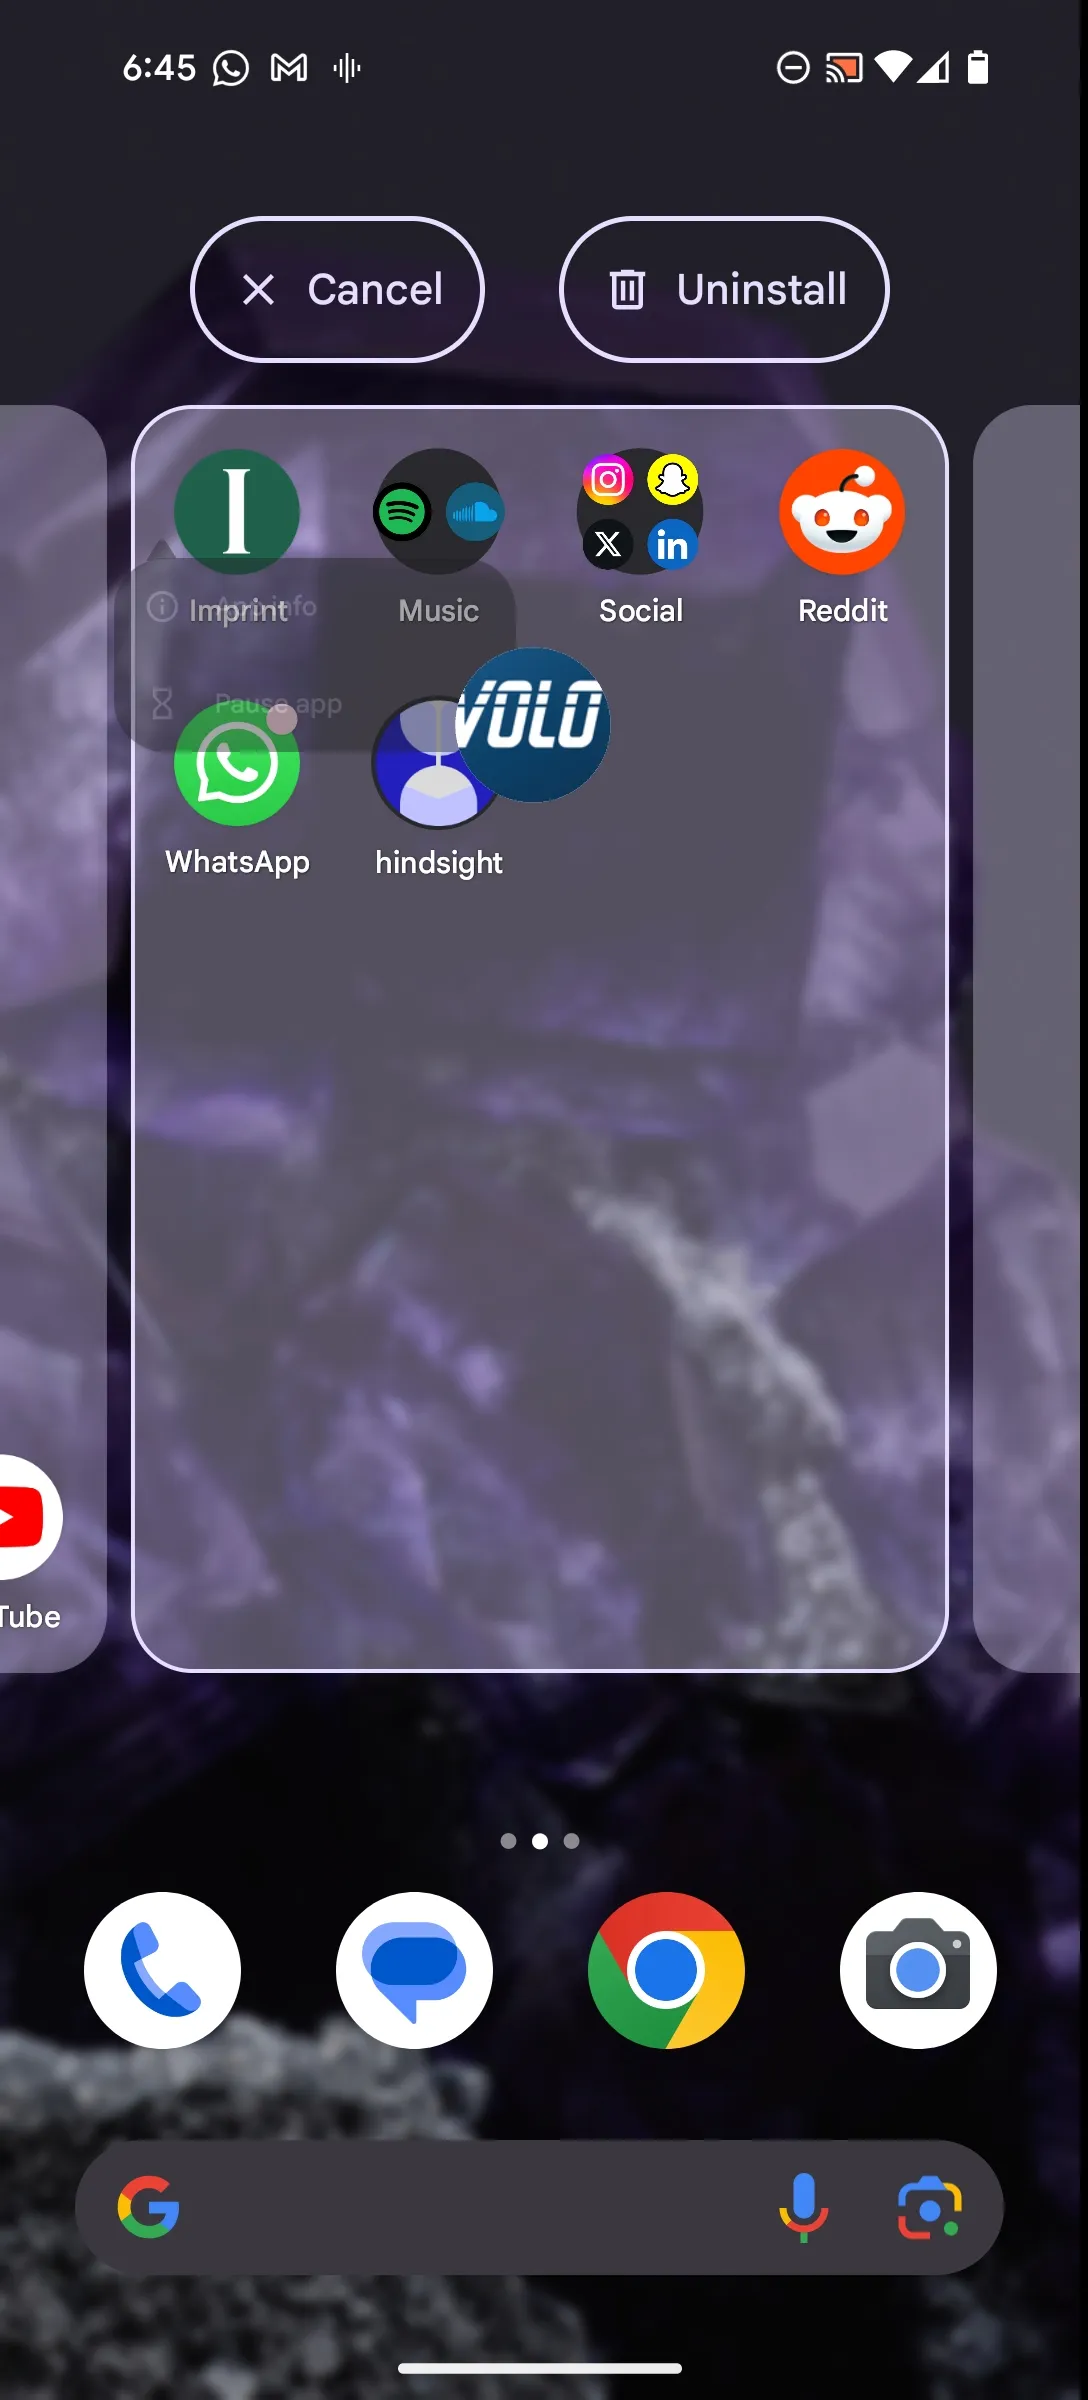 6:45
Cancel
Uninstall
Imprint
Music
Social
Reddit
App info
Pause app
VOLO
WhatsApp
hindsight
Tube